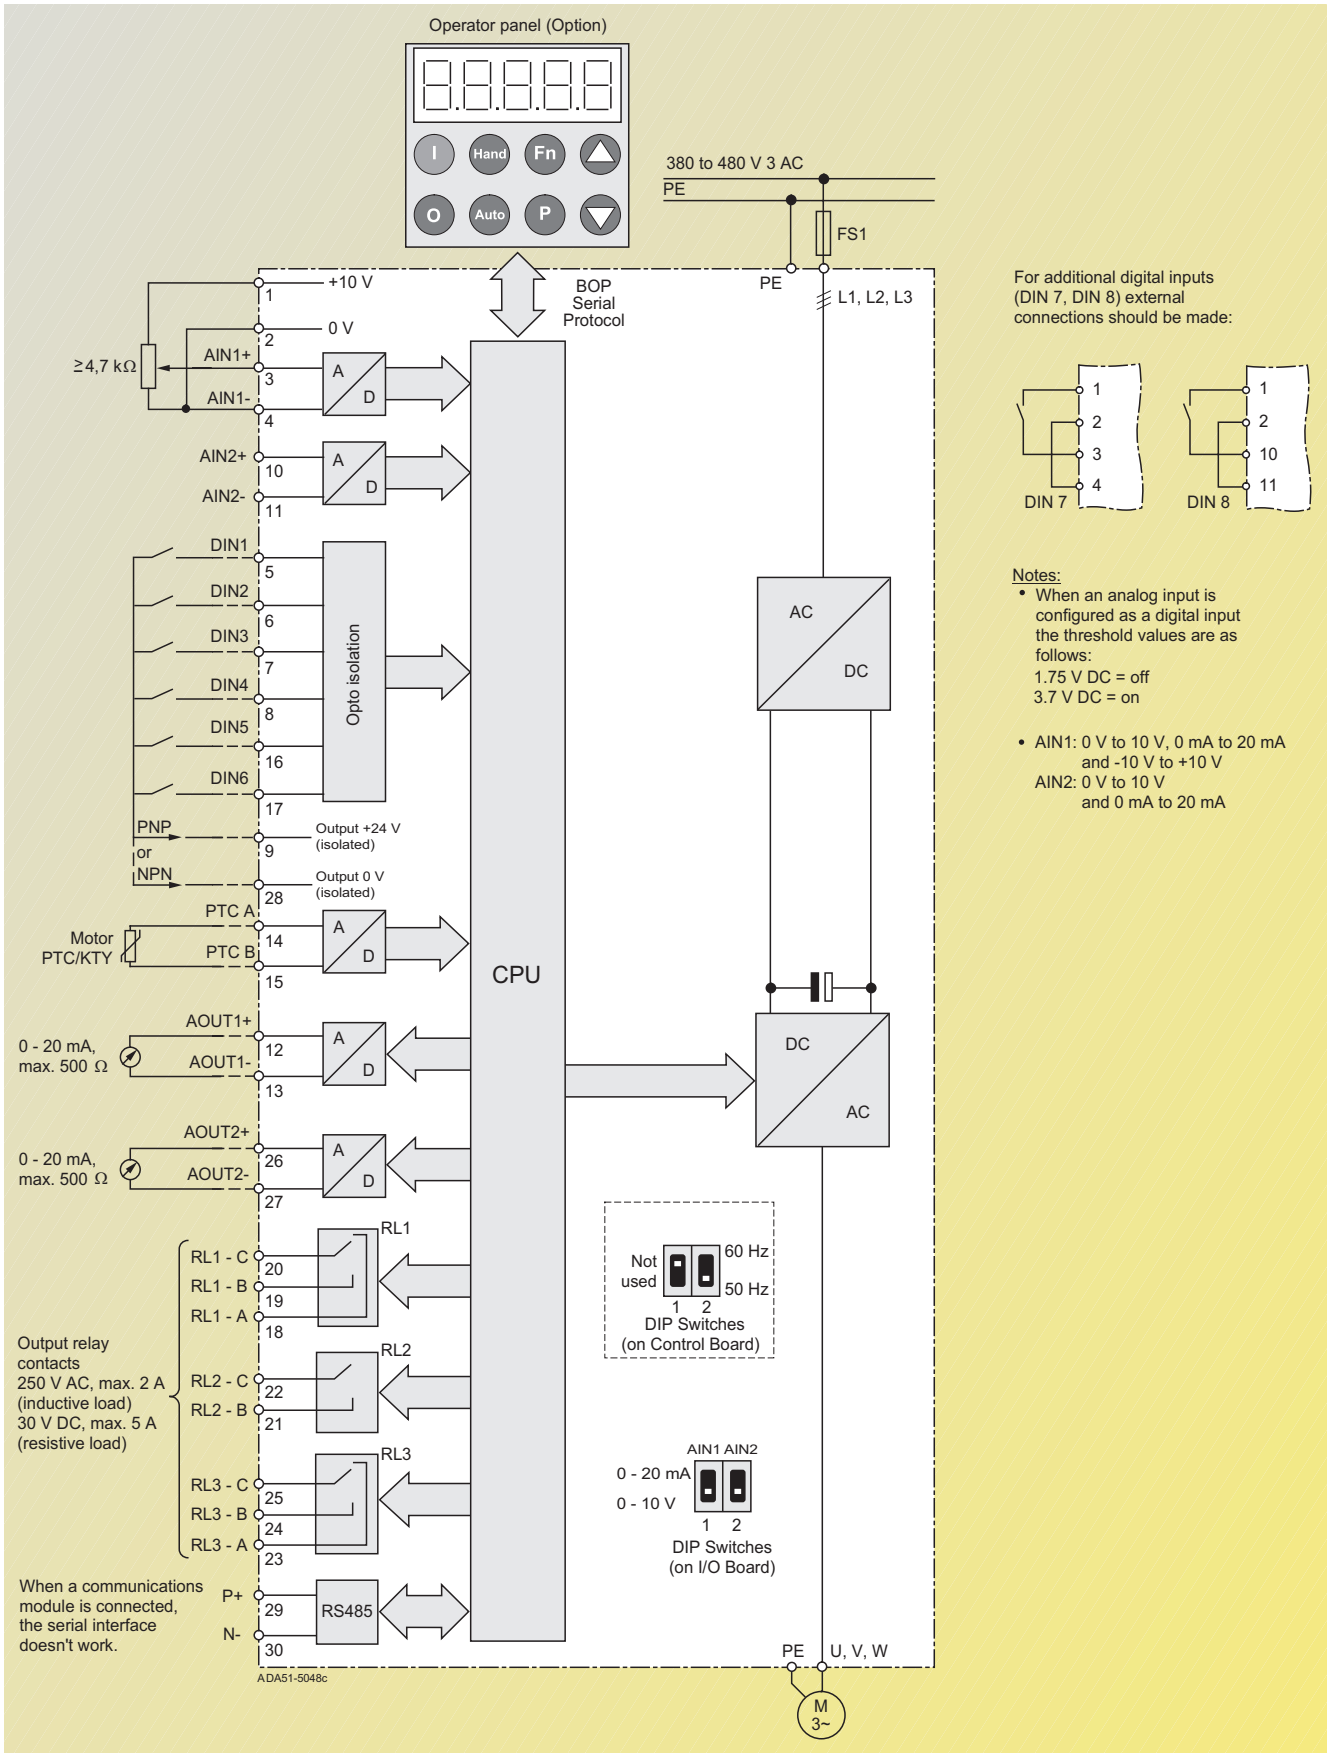 Operator panel (Option)
I
Hand
Fn
O
Auto
P
380 to 480 V 3 AC
PE
FS1
PE
L1, L2, L3
BOP
Serial
Protocol
+10 V
1
0 V
2
≥4,7 kΩ
AIN1+
3
AIN1-
4
A
D
AIN2+
10
AIN2-
11
A
D
DIN1
5
DIN2
6
DIN3
7
DIN4
8
DIN5
16
DIN6
17
Opto isolation
PNP
or
NPN
9
Output +24 V
(isolated)
28
Output 0 V
(isolated)
Motor
PTC/KTY
PTC A
14
PTC B
15
A
D
CPU
0 - 20 mA,
max. 500 Ω
AOUT1+
12
AOUT1-
13
A
D
0 - 20 mA,
max. 500 Ω
AOUT2+
26
AOUT2-
27
A
D
Output relay
contacts
250 V AC, max. 2 A
(inductive load)
30 V DC, max. 5 A
(resistive load)
RL1
RL1 - C
20
RL1 - B
19
RL1 - A
18
RL2
RL2 - C
22
RL2 - B
21
RL3
RL3 - C
25
RL3 - B
24
RL3 - A
23
When a communications
module is connected,
the serial interface
doesn't work.
P+
29
N-
30
RS485
ADA51-5048c
AC
DC
DC
AC
Not
used
60 Hz
50 Hz
1 2
DIP Switches
(on Control Board)
AIN1 AIN2
0 - 20 mA
0 - 10 V
1 2
DIP Switches
(on I/O Board)
PE
U, V, W
M
3~
For additional digital inputs
(DIN 7, DIN 8) external
connections should be made:
1
2
3
4
DIN 7
1
2
10
11
DIN 8
Notes:
• When an analog input is
configured as a digital input
the threshold values are as
follows:
1.75 V DC = off
3.7 V DC = on
• AIN1: 0 V to 10 V, 0 mA to 20 mA
and -10 V to +10 V
AIN2: 0 V to 10 V
and 0 mA to 20 mA